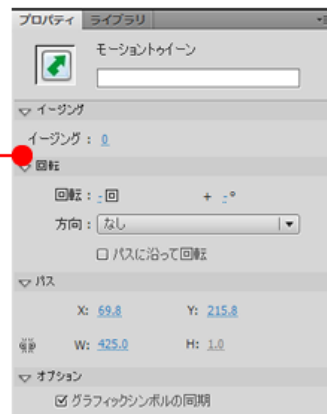 プロパティ ライブラリ
モーショントゥイーン
イージング
イージング : 0
回転
回転 : -回 + -°
方向 : なし
パスに沿って回転
パス
X: 69.8 Y: 215.8
W: 425.0 H: 1.0
オプション
グラフィックシンボルの同期